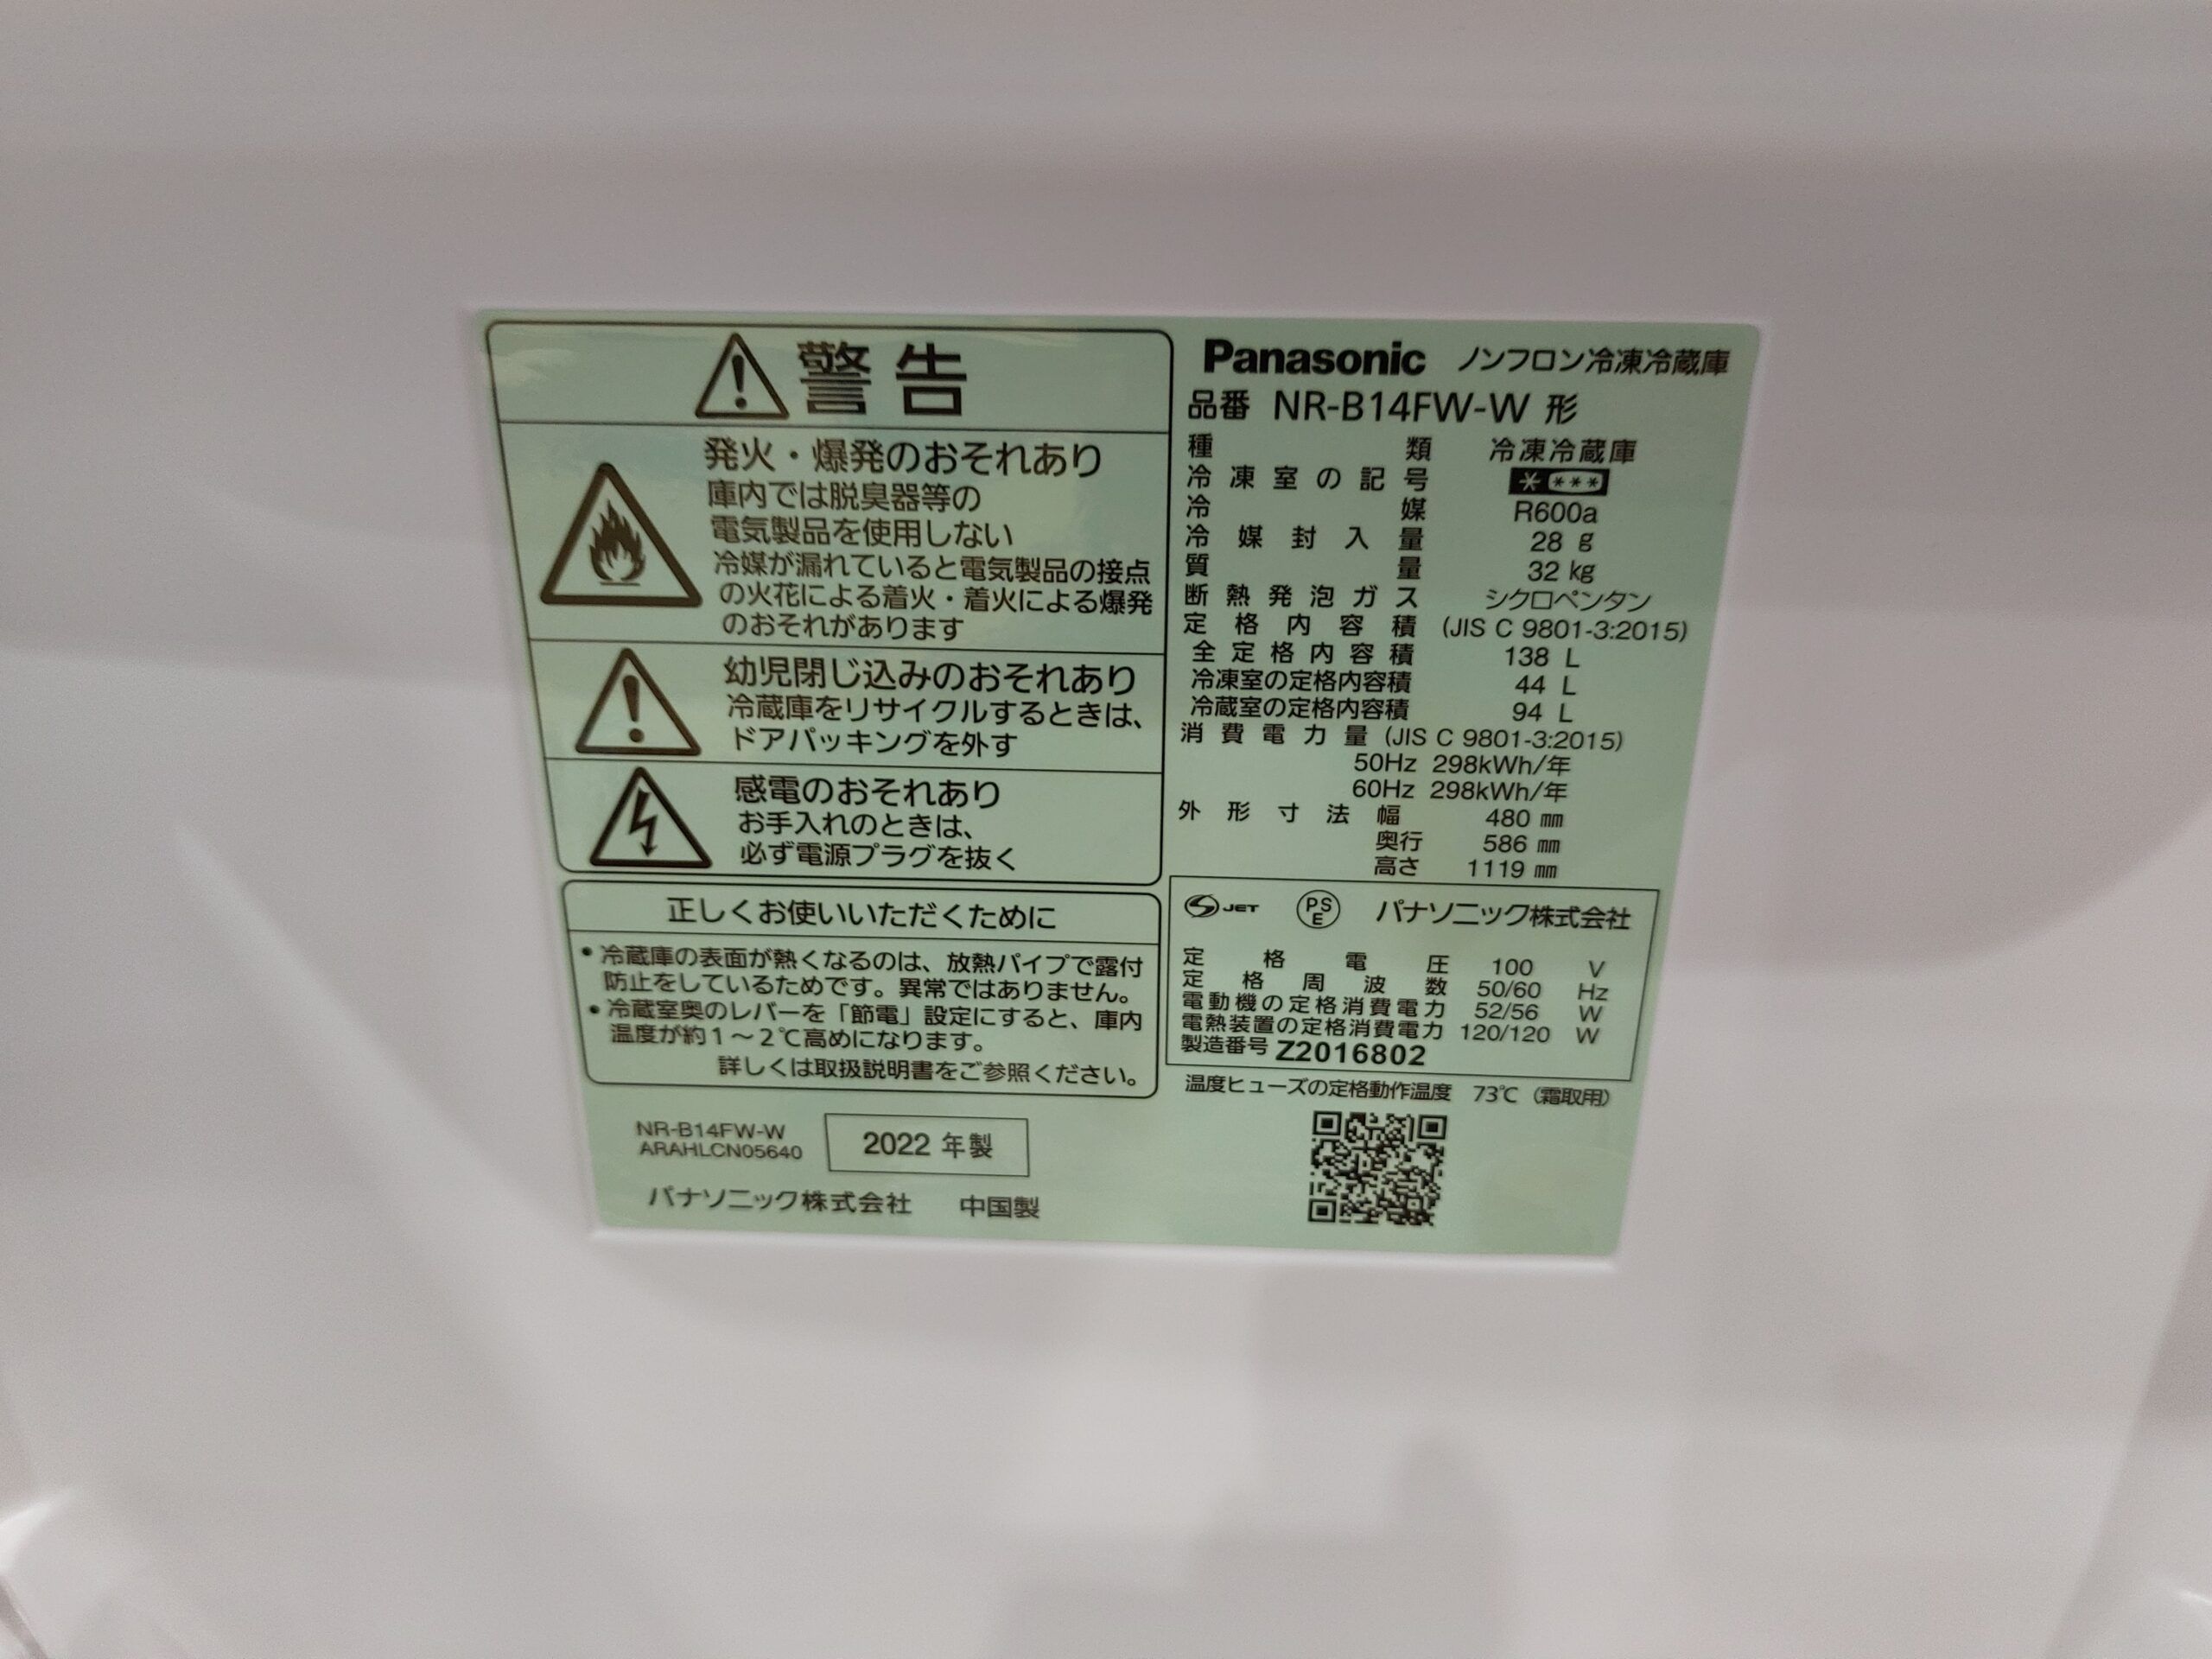 警告
発火・爆発のおそれあり
庫内では脱臭器等の
電気製品を使用しない
冷媒が漏れていると電気製品の接点
の火花による着火・着火による爆発
のおそれがあります
幼児閉じ込みのおそれあり
冷蔵庫をリサイクルするときは、
ドアパッキングを外す
感電のおそれあり
お手入れのときは、
必ず電源プラグを抜く
正しくお使いいただくために
• 冷蔵庫の表面が熱くなるのは、放熱パイプで露付
防止をしているためです。異常ではありません。
• 冷蔵室奥のレバーを「節電」設定にすると、庫内
温度が約1～2℃高めになります。
詳しくは取扱説明書をご参照ください。
NR-B14FW-W
ARAHLCN05640
2022 年製
パナソニック株式会社 中国製
Panasonic ノンフロン冷凍冷蔵庫
品番 NR-B14FW-W 形
種類 冷凍冷蔵庫
冷凍室の記号 * ***
冷媒 R600a
冷媒封入量 28 g
質量 32 kg
断熱発泡ガス シクロペンタン
定格内容積 (JIS C 9801-3:2015)
全定格内容積 138 L
冷凍室の定格内容積 44 L
冷蔵室の定格内容積 94 L
消費電力量 (JIS C 9801-3:2015)
50Hz 298kWh/年
60Hz 298kWh/年
外形寸法 幅 480 mm
奥行 586 mm
高さ 1119 mm
JET PSE パナソニック株式会社
定格電圧 100 V
定格周波数 50/60 Hz
電動機の定格消費電力 52/56 W
電熱装置の定格消費電力 120/120 W
製造番号 Z2016802
温度ヒューズの定格動作温度 73℃（霜取用）